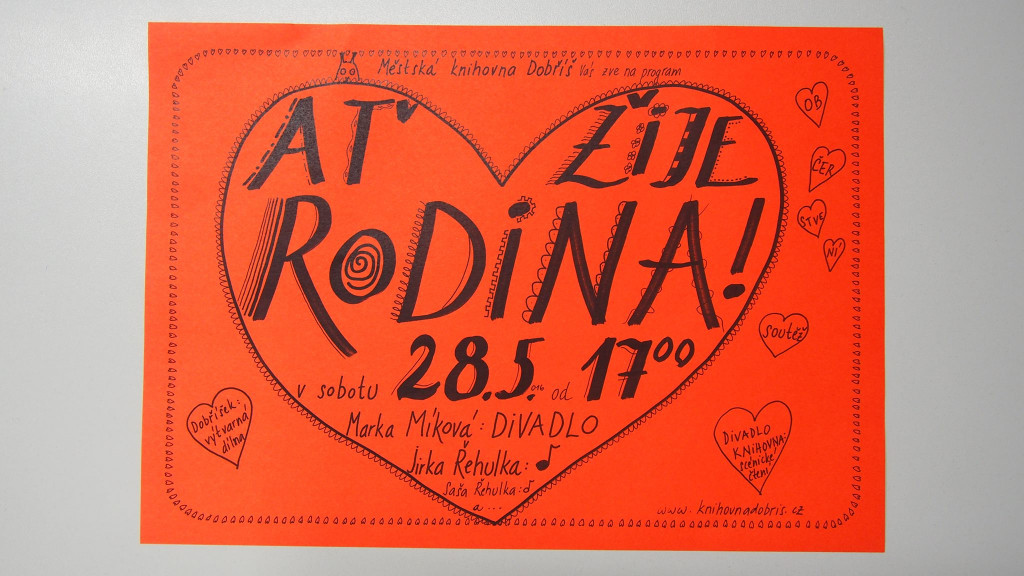 Městská knihovna Dobříš Vás zve na program
AŤ ŽIJE
RODINA!
v sobotu 28.5.016 od 1700
Marka Míková: DIVADLO
Jirka Řehulka: ♪
Saša Řehulka: ♪
a...
OB
ČER
STVE
NÍ
soutěž
Dobříšek:
výtvarná
dílna
DIVADLO
KNIHOVNA:
scénické
čtení
www.knihovnadobris.cz